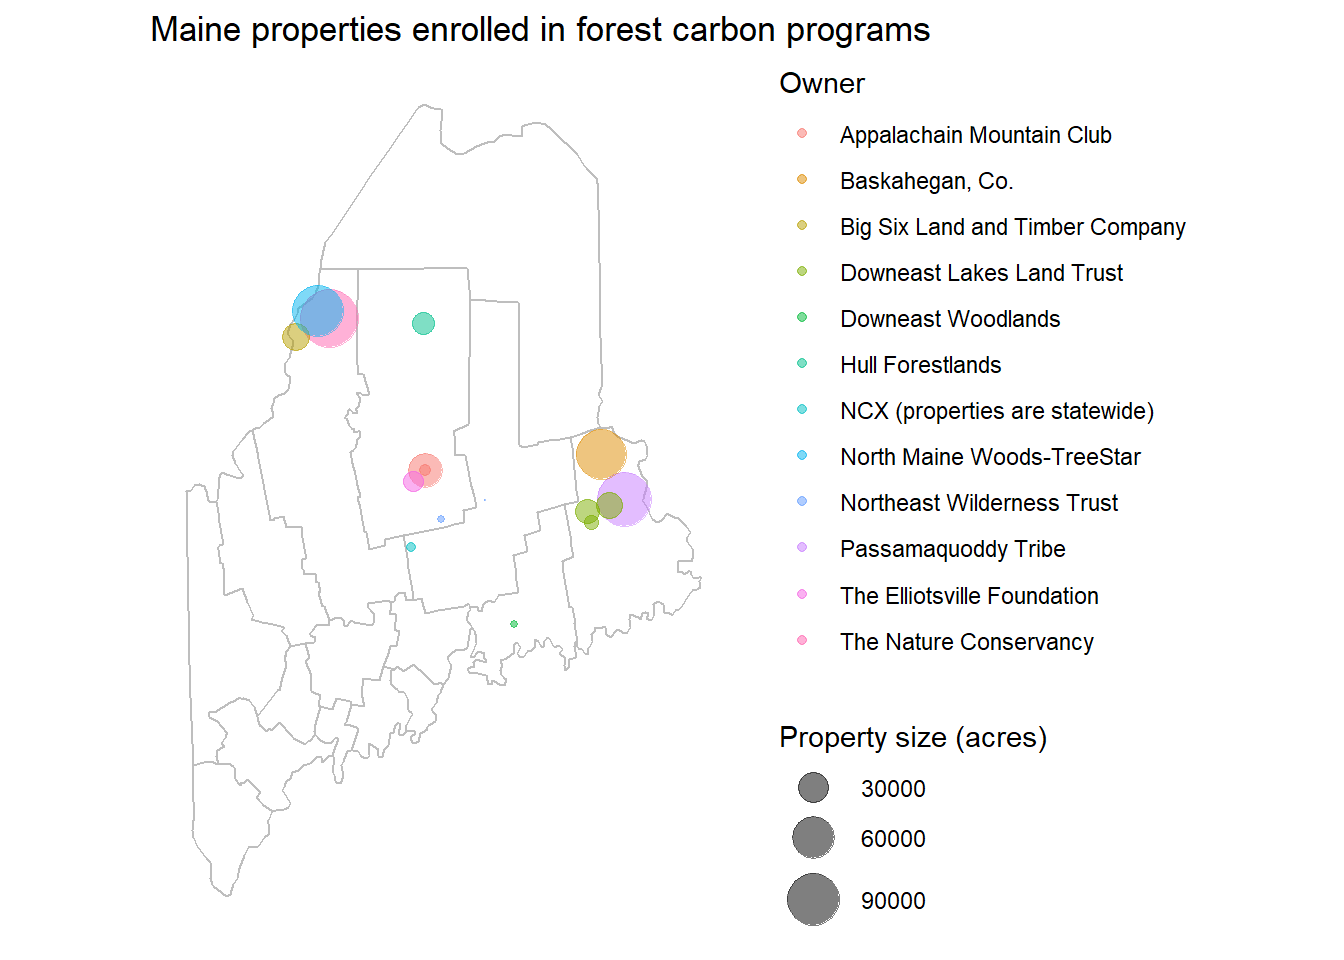 Maine properties enrolled in forest carbon programs
Owner
Appalachain Mountain Club
Baskahegan, Co.
Big Six Land and Timber Company
Downeast Lakes Land Trust
Downeast Woodlands
Hull Forestlands
NCX (properties are statewide)
North Maine Woods-TreeStar
Northeast Wilderness Trust
Passamaquoddy Tribe
The Elliotsville Foundation
The Nature Conservancy
Property size (acres)
30000
60000
90000